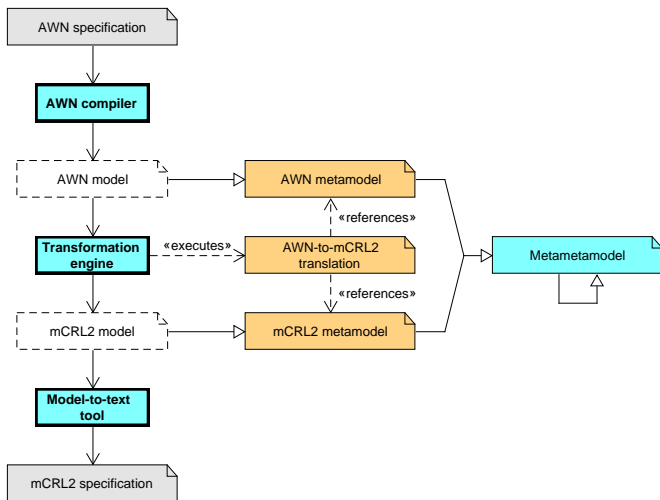 AWN specification
AWN compiler
AWN model
AWN metamodel
«references»
Transformation
engine
«executes»
AWN-to-mCRL2
translation
Metametamodel
«references»
mCRL2 model
mCRL2 metamodel
Model-to-text
tool
mCRL2 specification